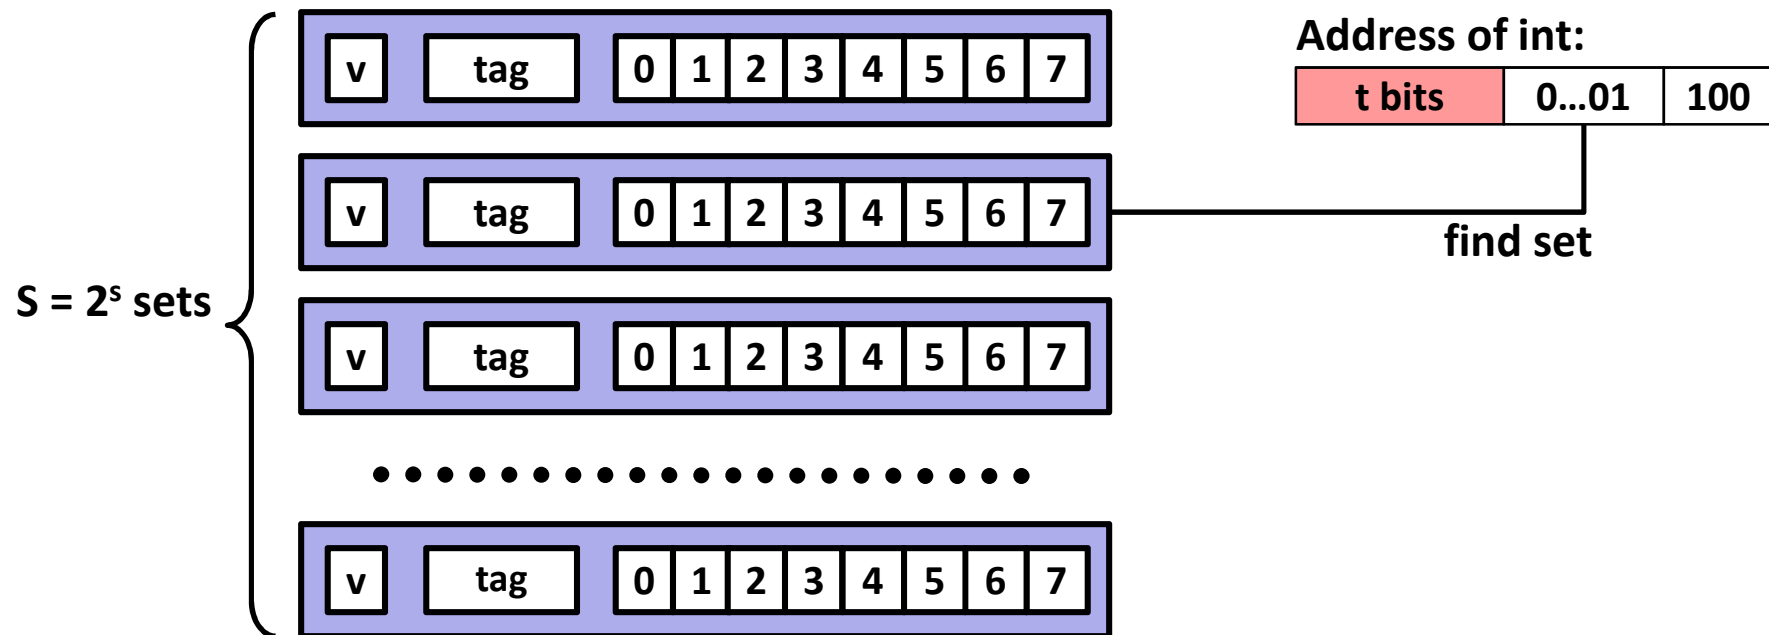 v tag 0 1 2 3 4 5 6 7
Address of int:
t bits 0...01 100
v tag 0 1 2 3 4 5 6 7
find set
S = 2ˢ sets
v tag 0 1 2 3 4 5 6 7
v tag 0 1 2 3 4 5 6 7